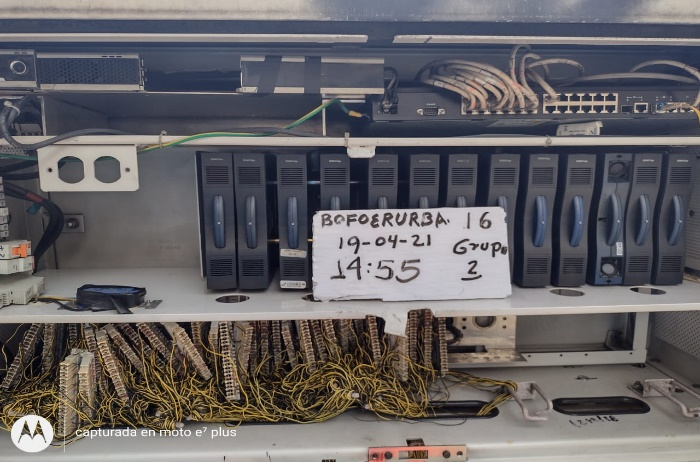 BOFOERURBA. 16
19-04-21 Grupo
14:55 2
capturada en moto e⁷ plus